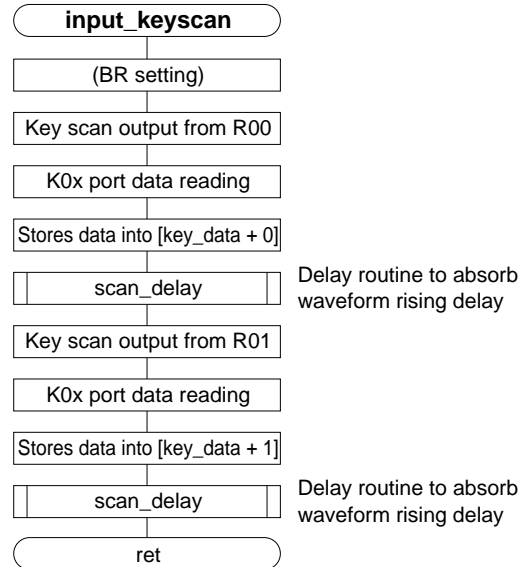 input_keyscan
(BR setting)
Key scan output from R00
K0x port data reading
Stores data into [key_data + 0]
scan_delay
Delay routine to absorb
waveform rising delay
Key scan output from R01
K0x port data reading
Stores data into [key_data + 1]
scan_delay
Delay routine to absorb
waveform rising delay
ret